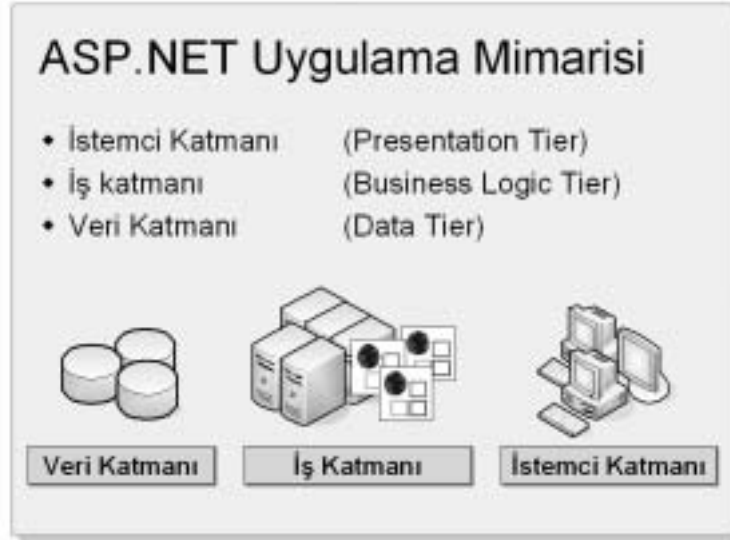 ASP.NET Uygulama Mimarisi
• İstemci Katmanı (Presentation Tier)
• İş katmanı (Business Logic Tier)
• Veri Katmanı (Data Tier)
Veri Katmanı İş Katmanı İstemci Katmanı